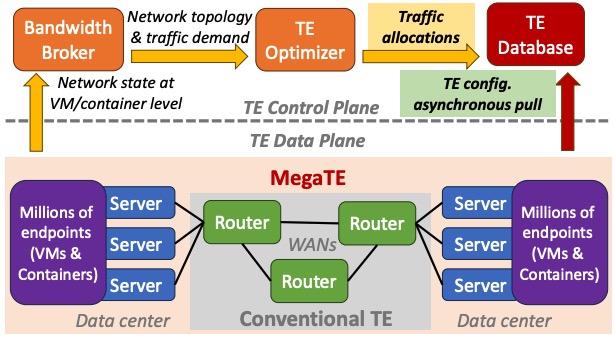 Bandwidth
Broker
Network topology
& traffic demand
TE
Optimizer
Traffic
allocations
TE
Database
Network state at
VM/container level
TE config.
asynchronous pull
TE Control Plane
TE Data Plane
MegaTE
Millions of
endpoints
(VMs &
Containers)
Server
Server
Server
Router
Router
WANs
Router
Server
Server
Server
Millions of
endpoints
(VMs &
Containers)
Data center
Conventional TE
Data center